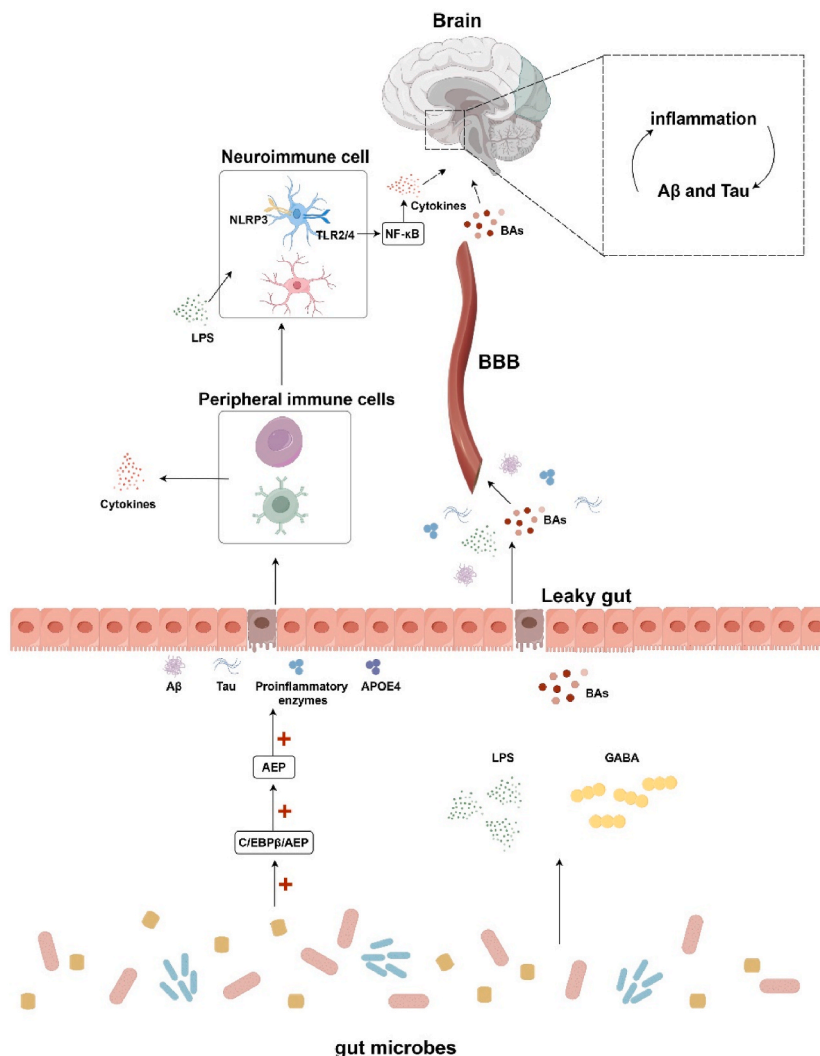 Brain
inflammation
Aβ and Tau
Neuroimmune cell
NLRP3
TLR2/4
NF-κB
Cytokines
BAs
LPS
BBB
Peripheral immune cells
Cytokines
BAs
Leaky gut
Aβ
Tau
Proinflammatory
enzymes
APOE4
BAs
AEP
LPS
GABA
C/EBPβ/AEP
gut microbes